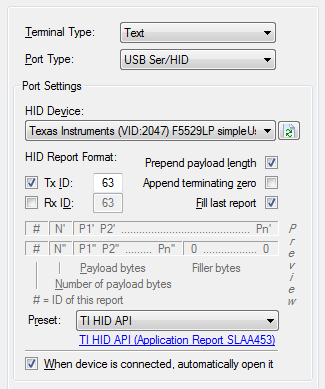 Terminal Type: Text
Port Type: USB Ser/HID
Port Settings
HID Device:
Texas Instruments (VID:2047) F5529LP simpleUs
HID Report Format:
Prepend payload length
Tx ID: 63
Append terminating zero
Rx ID: 63
Fill last report
# N' P1' P2' ............... Pn'
# N" P1" P2" ......... Pn" 0 .................. 0
Preview
Payload bytes Filler bytes
Number of payload bytes
# = ID of this report
Preset: TI HID API
TI HID API (Application Report SLAA453)
When device is connected, automatically open it